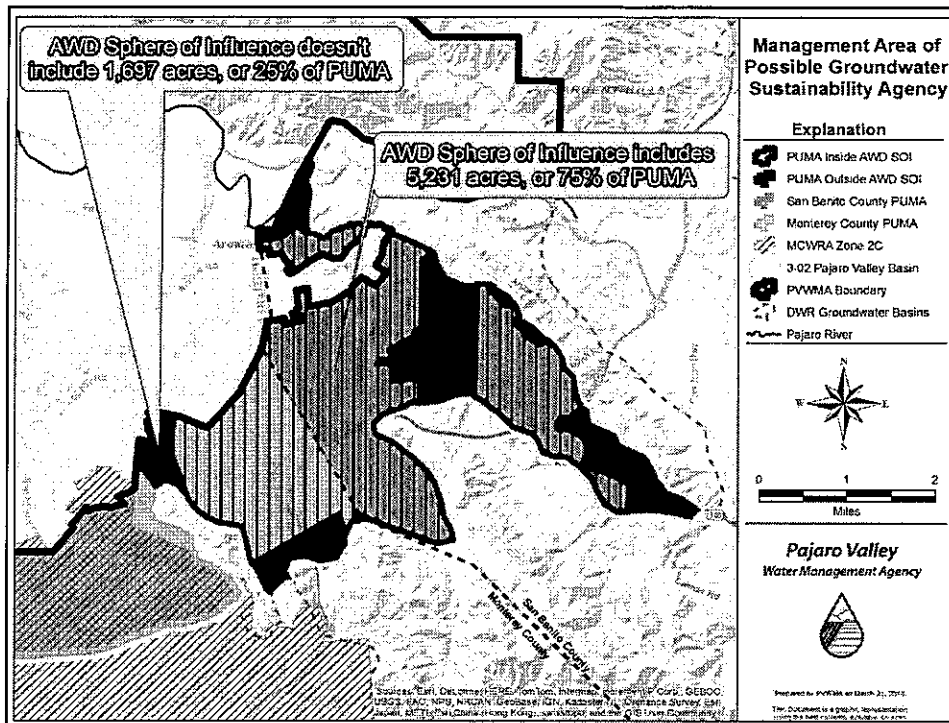 AWD Sphere of Influence doesn't
include 1,697 acres, or 25% of PUMA
AWD Sphere of Influence includes
5,231 acres, or 75% of PUMA
San Benito County
Monterey County
Management Area of
Possible Groundwater
Sustainability Agency
Explanation
PUMA Inside AWD SOI
PUMA Outside AWD SOI
San Benito County PUMA
Monterey County PUMA
MCWRA Zone 2C
3-02 Pajaro Valley Basin
PVWMA Boundary
DWR Groundwater Basins
Pajaro River
N
W E
S
0 1 2
Miles
Pajaro Valley
Water Management Agency